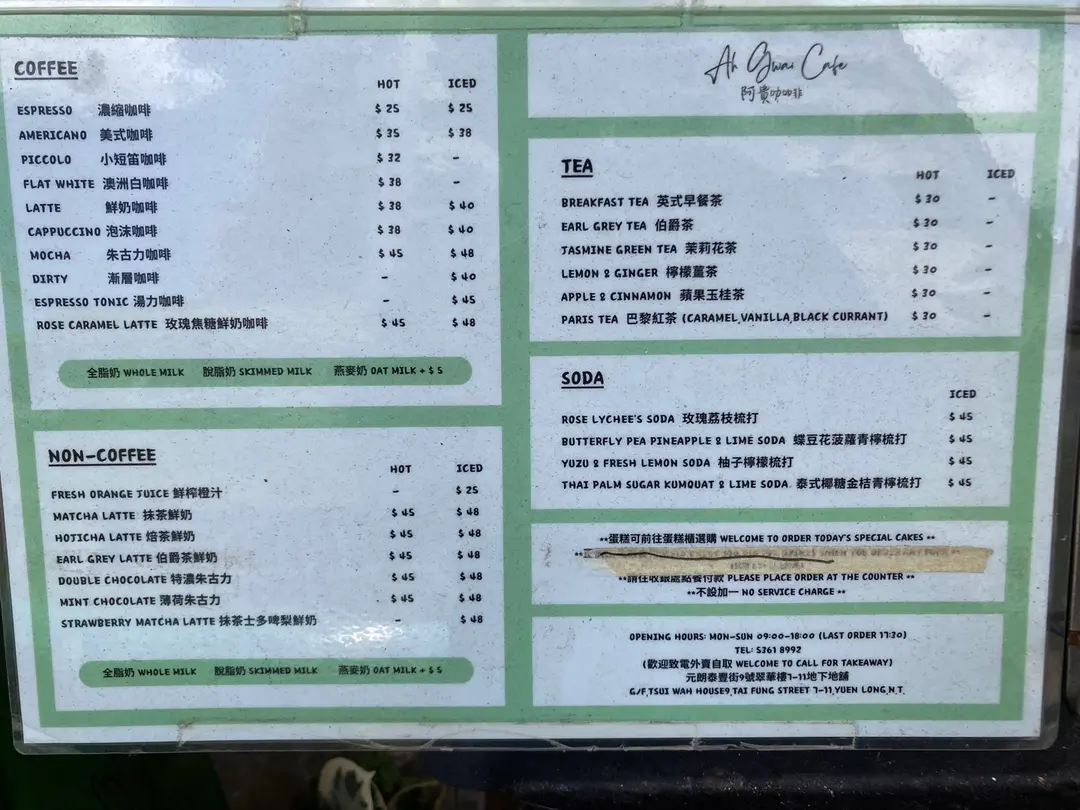 COFFEE
HOT ICED
ESPRESSO 濃縮咖啡 $ 25 $ 25
AMERICANO 美式咖啡 $ 35 $ 38
PICCOLO 小短笛咖啡 $ 32 -
FLAT WHITE 澳洲白咖啡 $ 38 -
LATTE 鮮奶咖啡 $ 38 $ 40
CAPPUCCINO 泡沫咖啡 $ 38 $ 40
MOCHA 朱古力咖啡 $ 45 $ 48
DIRTY 漸層咖啡 - $ 40
ESPRESSO TONIC 湯力咖啡 - $ 45
ROSE CARAMEL LATTE 玫瑰焦糖鮮奶咖啡 $ 45 $ 48
全脂奶 WHOLE MILK 脫脂奶 SKIMMED MILK 燕麥奶 OAT MILK + $ 5
NON-COFFEE
HOT ICED
FRESH ORANGE JUICE 鮮榨橙汁 - $ 25
MATCHA LATTE 抹茶鮮奶 $ 45 $ 48
HOJICHA LATTE 焙茶鮮奶 $ 45 $ 48
EARL GREY LATTE 伯爵茶鮮奶 $ 45 $ 48
DOUBLE CHOCOLATE 特濃朱古力 $ 45 $ 48
MINT CHOCOLATE 薄荷朱古力 $ 45 $ 48
STRAWBERRY MATCHA LATTE 抹茶士多啤梨鮮奶 - $ 48
全脂奶 WHOLE MILK 脫脂奶 SKIMMED MILK 燕麥奶 OAT MILK + $ 5
Ah Gwai Cafe
阿貴咖啡
TEA
HOT ICED
BREAKFAST TEA 英式早餐茶 $ 30 -
EARL GREY TEA 伯爵茶 $ 30 -
JASMINE GREEN TEA 茉莉花茶 $ 30 -
LEMON & GINGER 檸檬薑茶 $ 30 -
APPLE & CINNAMON 蘋果玉桂茶 $ 30 -
PARIS TEA 巴黎紅茶 (CARAMEL,VANILLA,BLACK CURRANT) $ 30 -
SODA
ICED
ROSE LYCHEE'S SODA 玫瑰荔枝梳打 $ 45
BUTTERFLY PEA PINEAPPLE & LIME SODA 蝶豆花菠蘿青檸梳打 $ 45
YUZU & FRESH LEMON SODA 柚子檸檬梳打 $ 45
THAI PALM SUGAR KUMQUAT & LIME SODA 泰式椰糖金桔青檸梳打 $ 45
**蛋糕可前往蛋糕櫃選購 WELCOME TO ORDER TODAY'S SPECIAL CAKES **
**請往收銀處點餐付款 PLEASE PLACE ORDER AT THE COUNTER **
**不設加一 NO SERVICE CHARGE **
OPENING HOURS: MON-SUN 09:00-18:00 (LAST ORDER 17:30)
TEL: 5361 8992
(歡迎致電外賣自取 WELCOME TO CALL FOR TAKEAWAY)
元朗泰豐街9號翠華樓7-11地下地舖
G/F,TSUI WAH HOUSE9,TAI FUNG STREET 7-11,YUEN LONG,N.T.